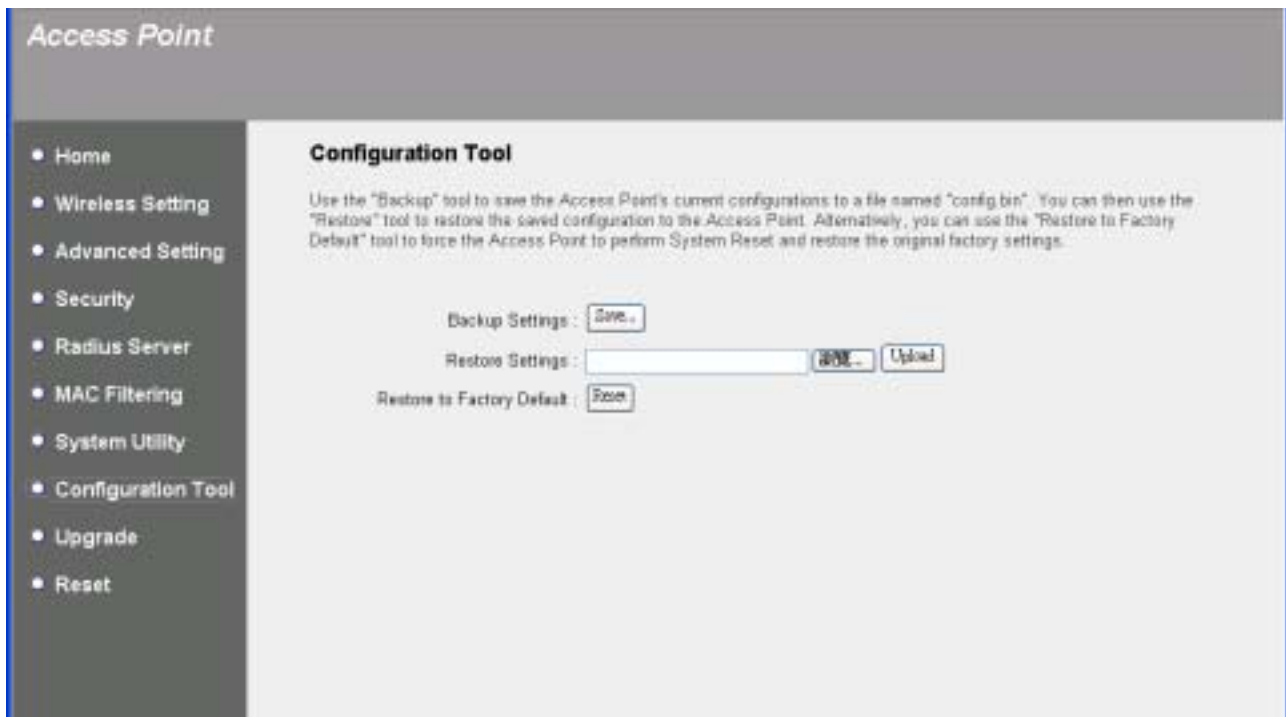 Access Point
Home
Wireless Setting
Advanced Setting
Security
Radius Server
MAC Filtering
System Utility
Configuration Tool
Upgrade
Reset
Configuration Tool
Use the "Backup" tool to save the Access Point's current configurations to a file named "config.bin". You can then use the
"Restore" tool to restore the saved configuration to the Access Point. Alternatively, you can use the "Restore to Factory
Default" tool to force the Access Point to perform System Reset and restore the original factory settings.
Backup Settings : Save..
Restore Settings : 瀏覽... Upload
Restore to Factory Default : Reset